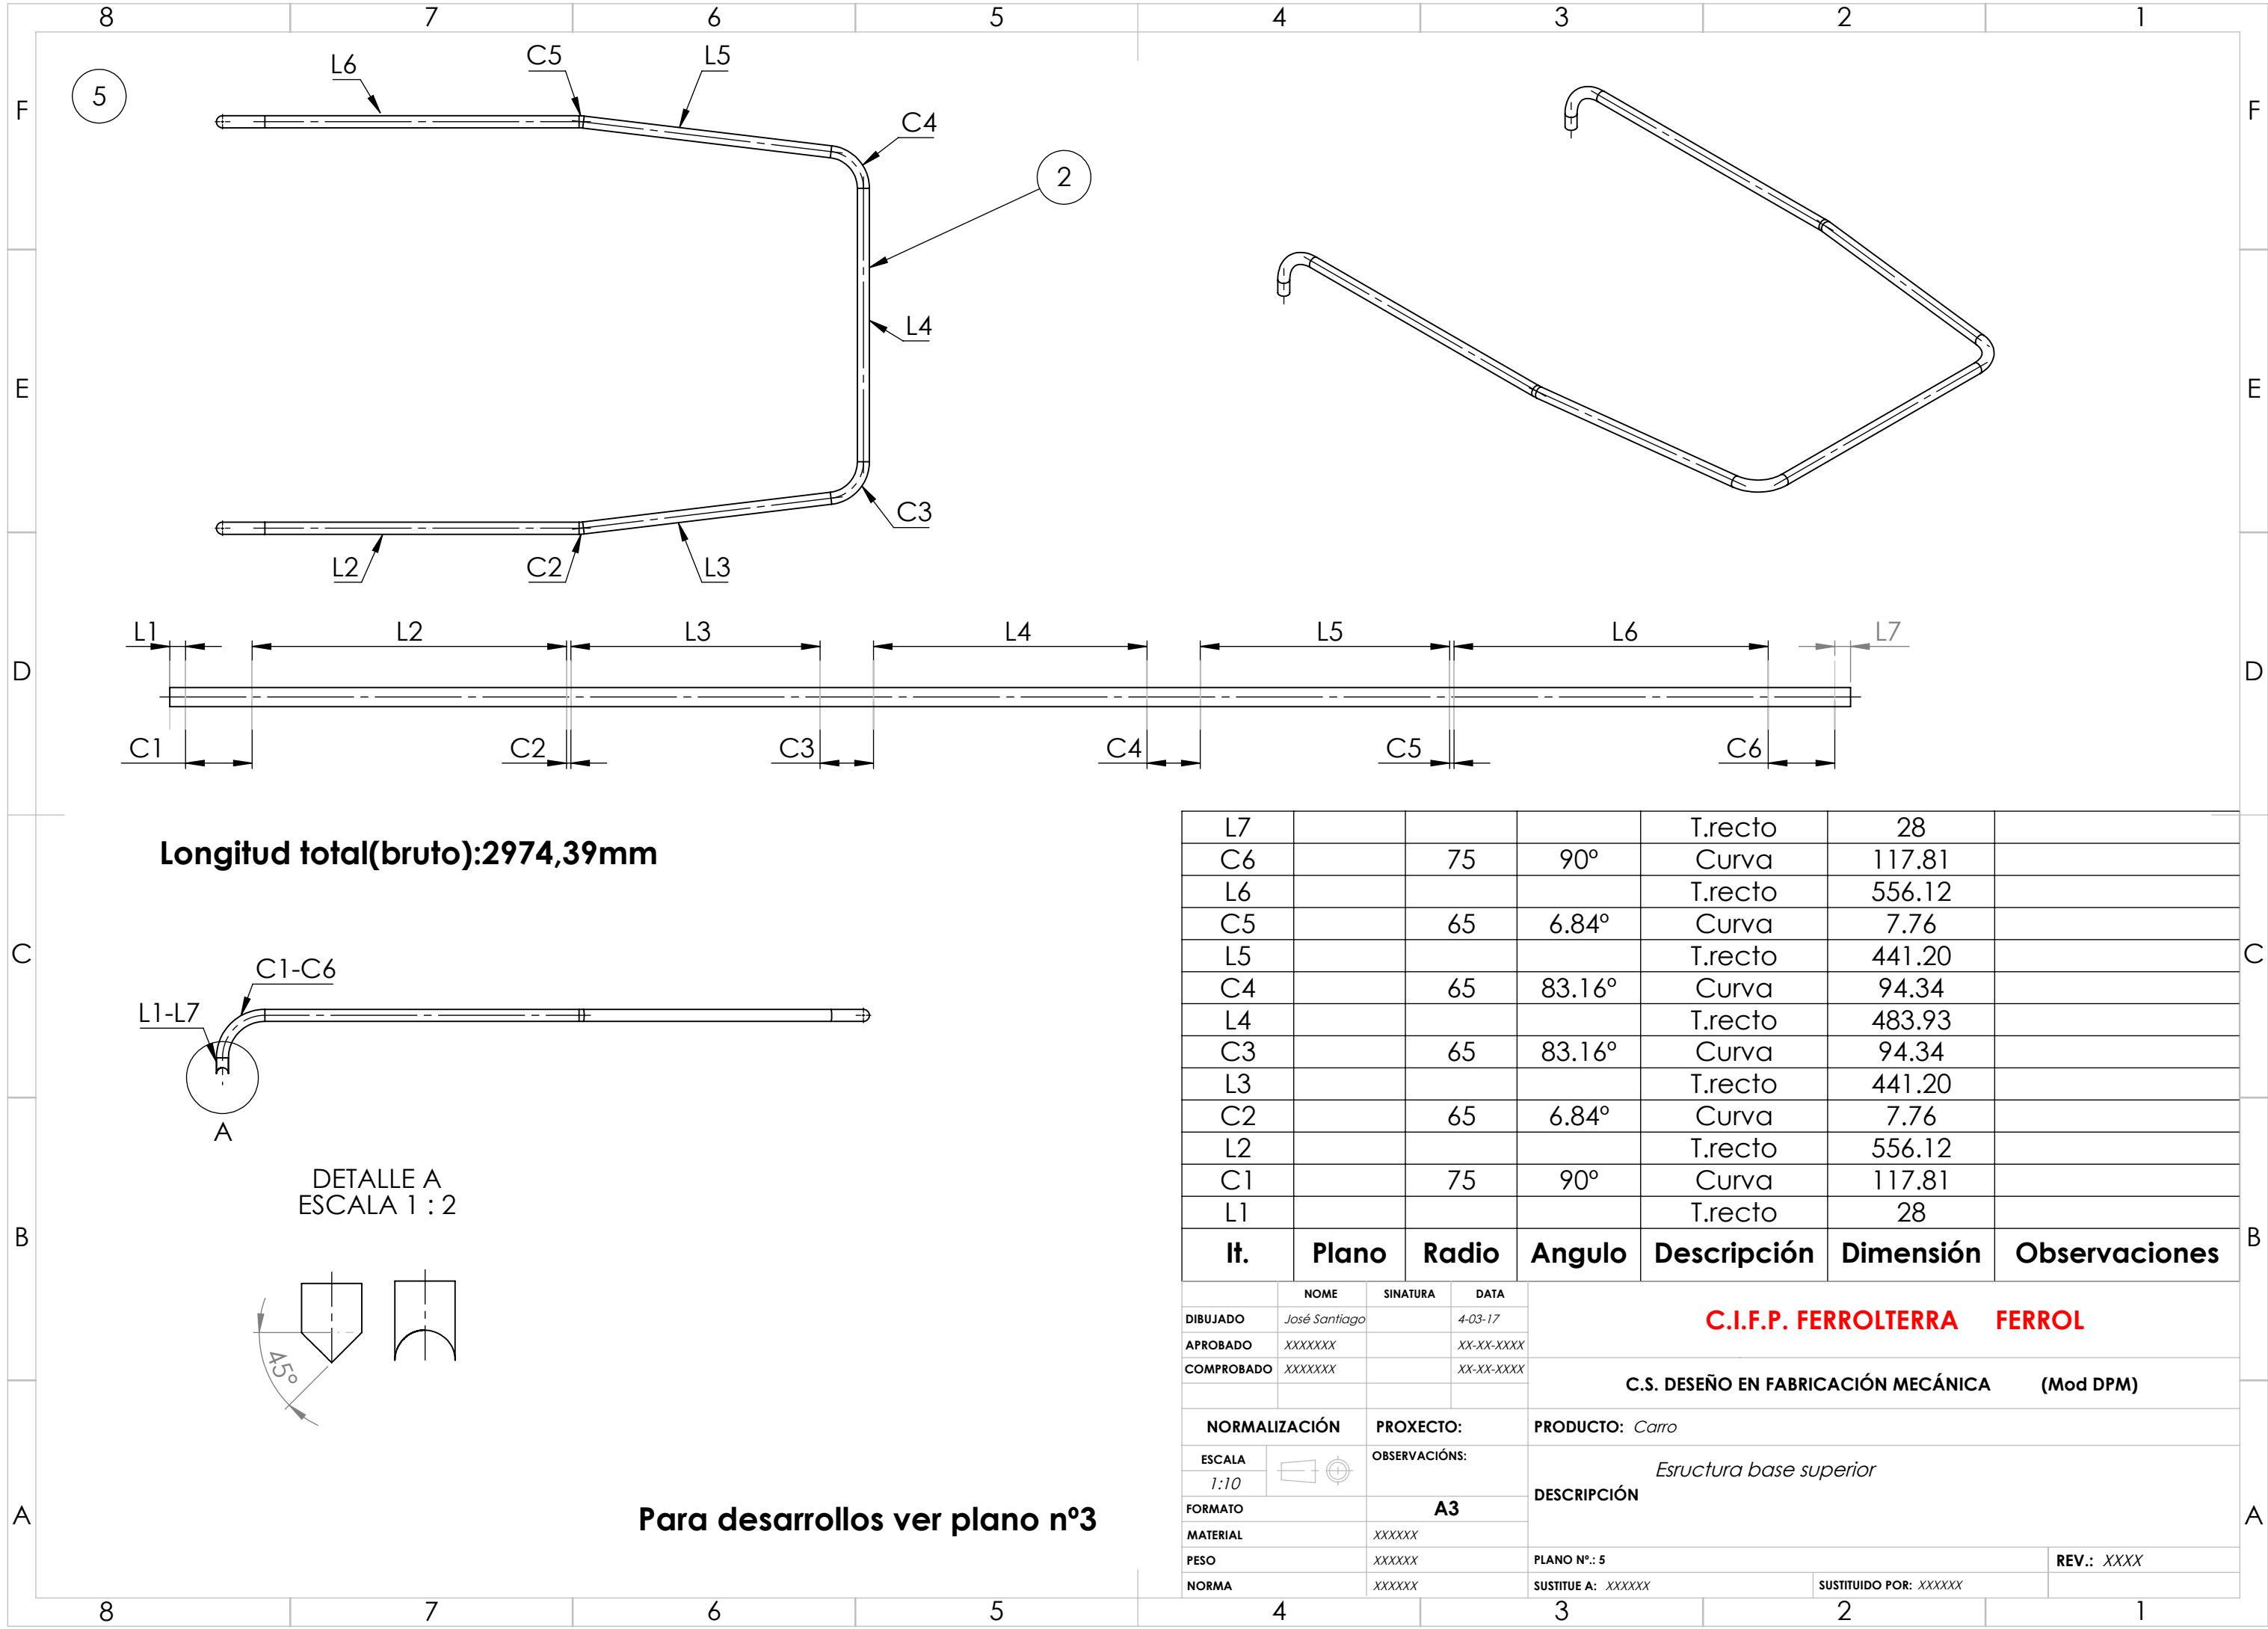 8 7 6 5 4 3 2 1
F F
E E
D D
C C
B B
A A
5
L6
C5
L5
C4
2
L4
C3
L2
C2
L3
L1 L2 L3 L4 L5 L6 L7
C1 C2 C3 C4 C5 C6
Longitud total(bruto):2974,39mm
C1-C6
L1-L7
A
DETALLE A
ESCALA 1 : 2
45º
Para desarrollos ver plano nº3
L7 T.recto 28
C6 75 90º Curva 117.81
L6 T.recto 556.12
C5 65 6.84º Curva 7.76
L5 T.recto 441.20
C4 65 83.16º Curva 94.34
L4 T.recto 483.93
C3 65 83.16º Curva 94.34
L3 T.recto 441.20
C2 65 6.84º Curva 7.76
L2 T.recto 556.12
C1 75 90º Curva 117.81
L1 T.recto 28
It. Plano Radio Angulo Descripción Dimensión Observaciones
NOME SINATURA DATA
DIBUJADO José Santiago 4-03-17
APROBADO XXXXXXX XX-XX-XXXX
COMPROBADO XXXXXXX XX-XX-XXXX
C.I.F.P. FERROLTERRA FERROL
C.S. DESEÑO EN FABRICACIÓN MECÁNICA (Mod DPM)
NORMALIZACIÓN PROXECTO: PRODUCTO: Carro
ESCALA OBSERVACIÓNS:
1:10
Esructura base superior
DESCRIPCIÓN
FORMATO A3
MATERIAL XXXXXX
PESO XXXXXX PLANO Nº.: 5 REV.: XXXX
NORMA XXXXXX SUSTITUE A: XXXXXX SUSTITUIDO POR: XXXXXX
8 7 6 5 4 3 2 1